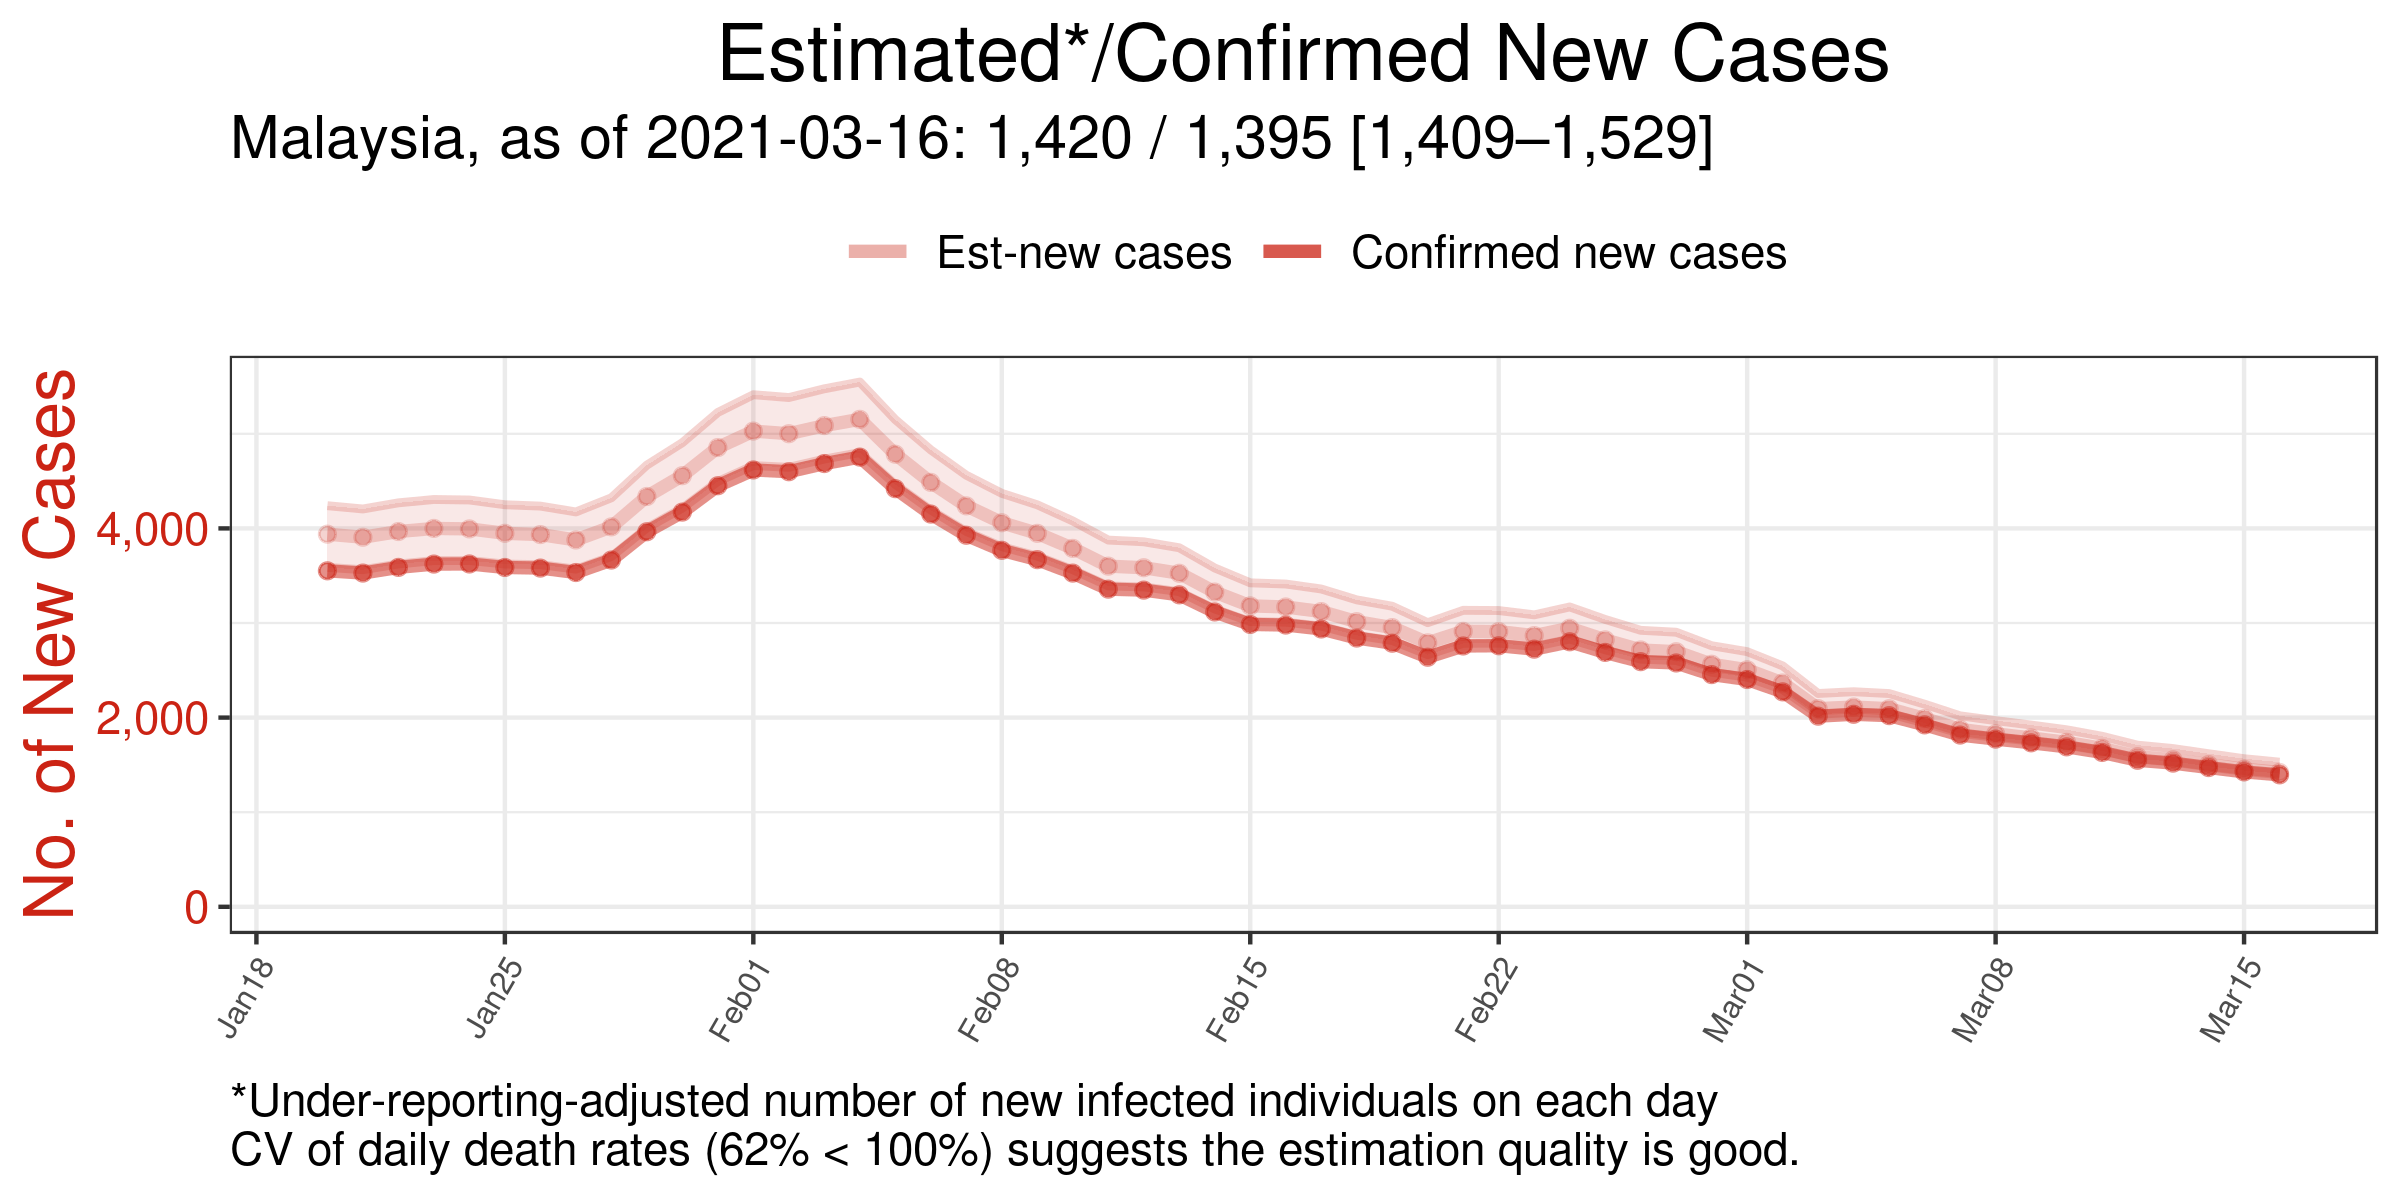 Estimated*/Confirmed New Cases
Malaysia, as of 2021-03-16: 1,420 / 1,395 [1,409–1,529]
Est-new cases
Confirmed new cases
No. of New Cases
4,000
2,000
0
Jan18
Jan25
Feb01
Feb08
Feb15
Feb22
Mar01
Mar08
Mar15
*Under-reporting-adjusted number of new infected individuals on each day
CV of daily death rates (62% < 100%) suggests the estimation quality is good.